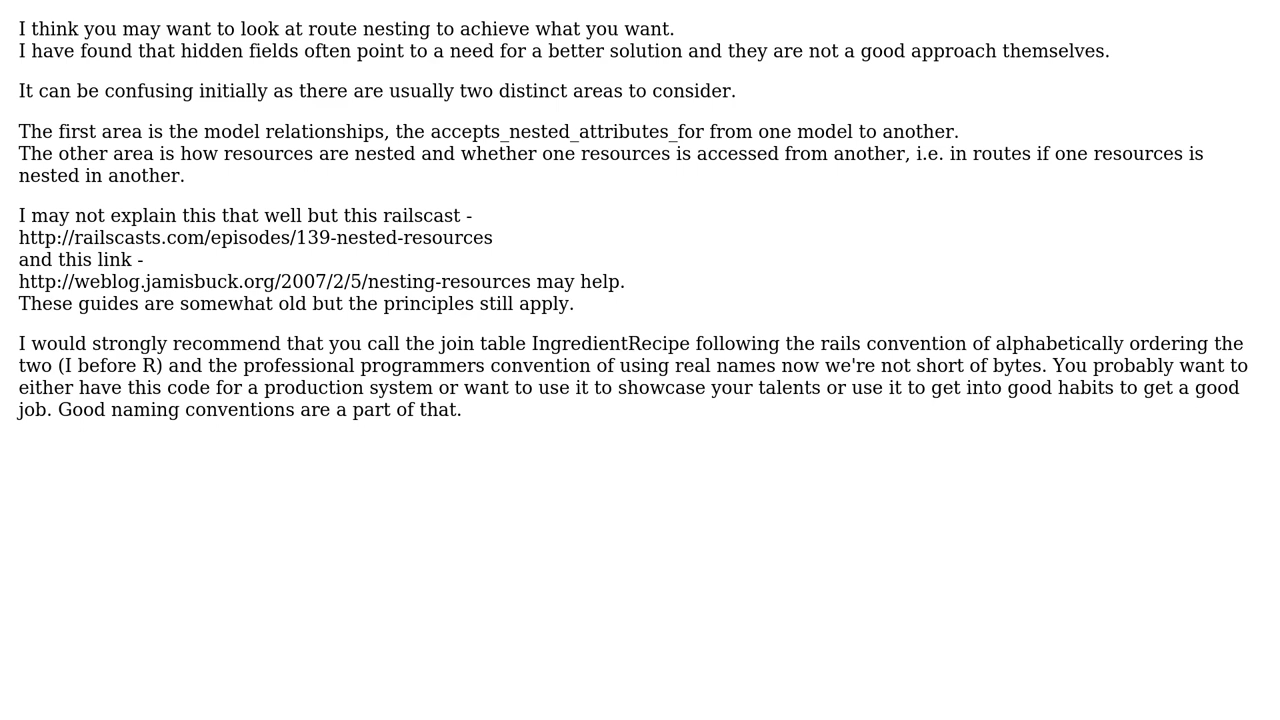 I think you may want to look at route nesting to achieve what you want.
I have found that hidden fields often point to a need for a better solution and they are not a good approach themselves.
It can be confusing initially as there are usually two distinct areas to consider.
The first area is the model relationships, the accepts_nested_attributes_for from one model to another.
The other area is how resources are nested and whether one resources is accessed from another, i.e. in routes if one resources is
nested in another.
I may not explain this that well but this railscast -
http://railscasts.com/episodes/139-nested-resources
and this link -
http://weblog.jamisbuck.org/2007/2/5/nesting-resources may help.
These guides are somewhat old but the principles still apply.
I would strongly recommend that you call the join table IngredientRecipe following the rails convention of alphabetically ordering the
two (I before R) and the professional programmers convention of using real names now we're not short of bytes. You probably want to
either have this code for a production system or want to use it to showcase your talents or use it to get into good habits to get a good
job. Good naming conventions are a part of that.